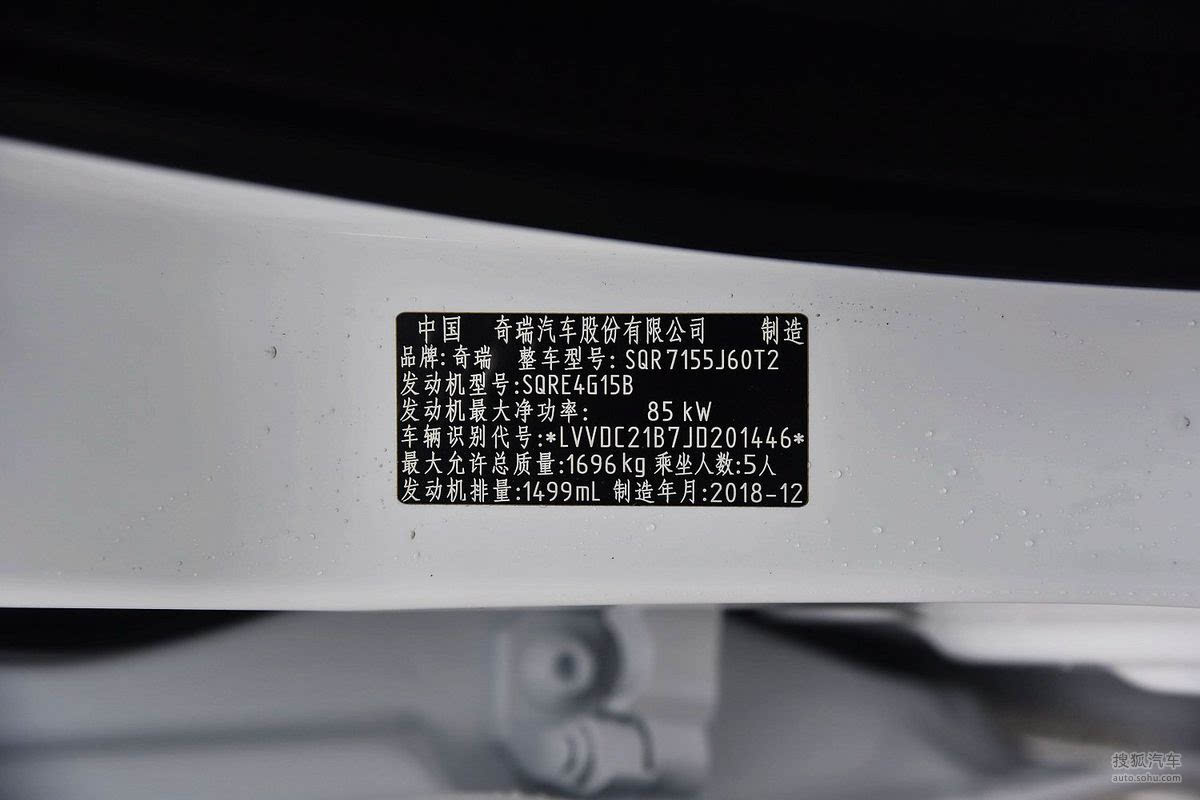 中国 奇瑞汽车股份有限公司 制造
品牌:奇瑞 整车型号:SQR7155J60T2
发动机型号:SQRE4G15B
发动机最大净功率: 85kW
车辆识别代号:*LVVDC21B7JD201446*
最大允许总质量:1696kg 乘坐人数:5人
发动机排量:1499mL 制造年月:2018-12
搜狐汽车
auto.sohu.com